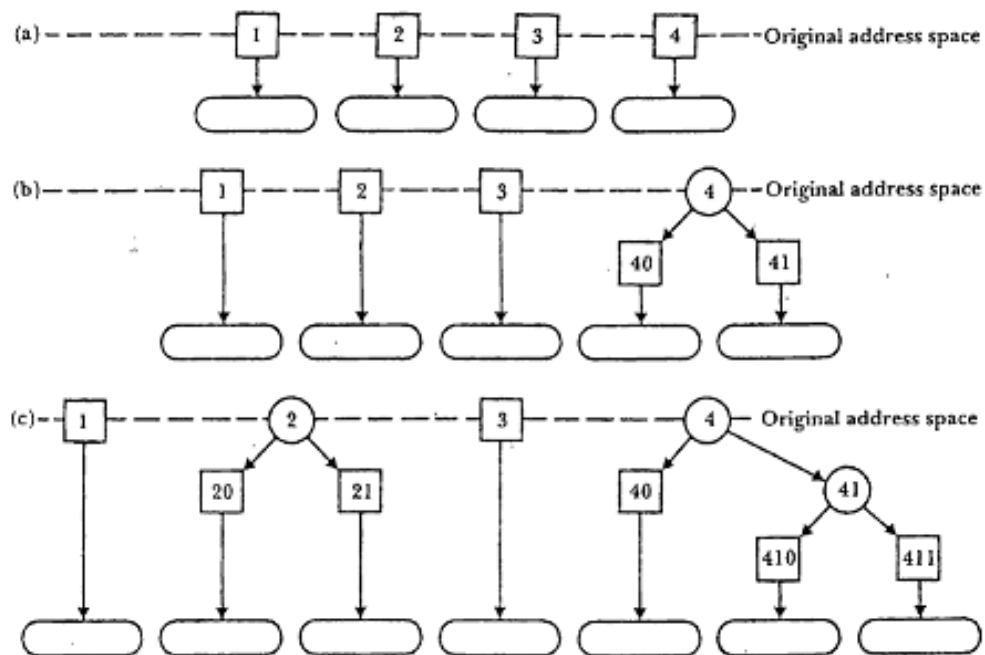 (a) 1 2 3 4 Original address space
(b) 1 2 3 4 Original address space
40 41
(c) 1 2 3 4 Original address space
20 21 40 41
410 411